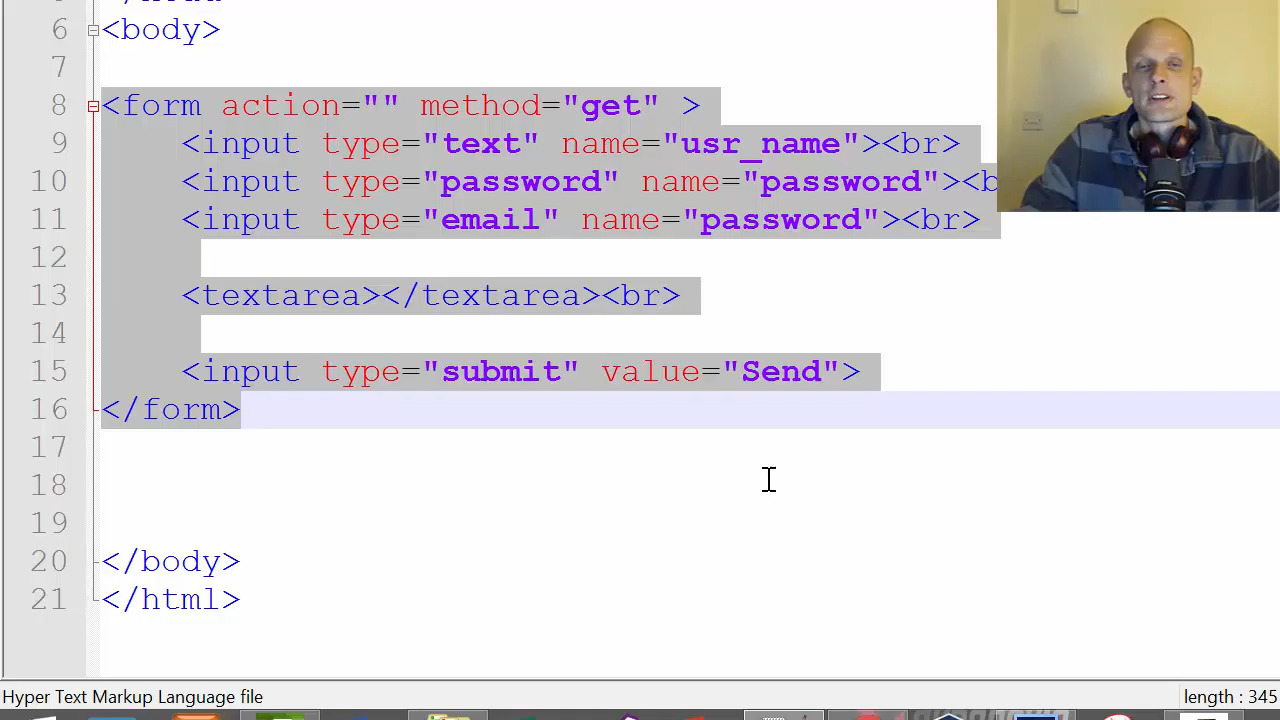 6 <body>
7
8 <form action="" method="get" >
9 <input type="text" name="usr_name"><br>
10 <input type="password" name="password"><b
11 <input type="email" name="password"><br>
12
13 <textarea></textarea><br>
14
15 <input type="submit" value="Send">
16 </form>
17
18
19
20 </body>
21 </html>
Hyper Text Markup Language file
length : 345